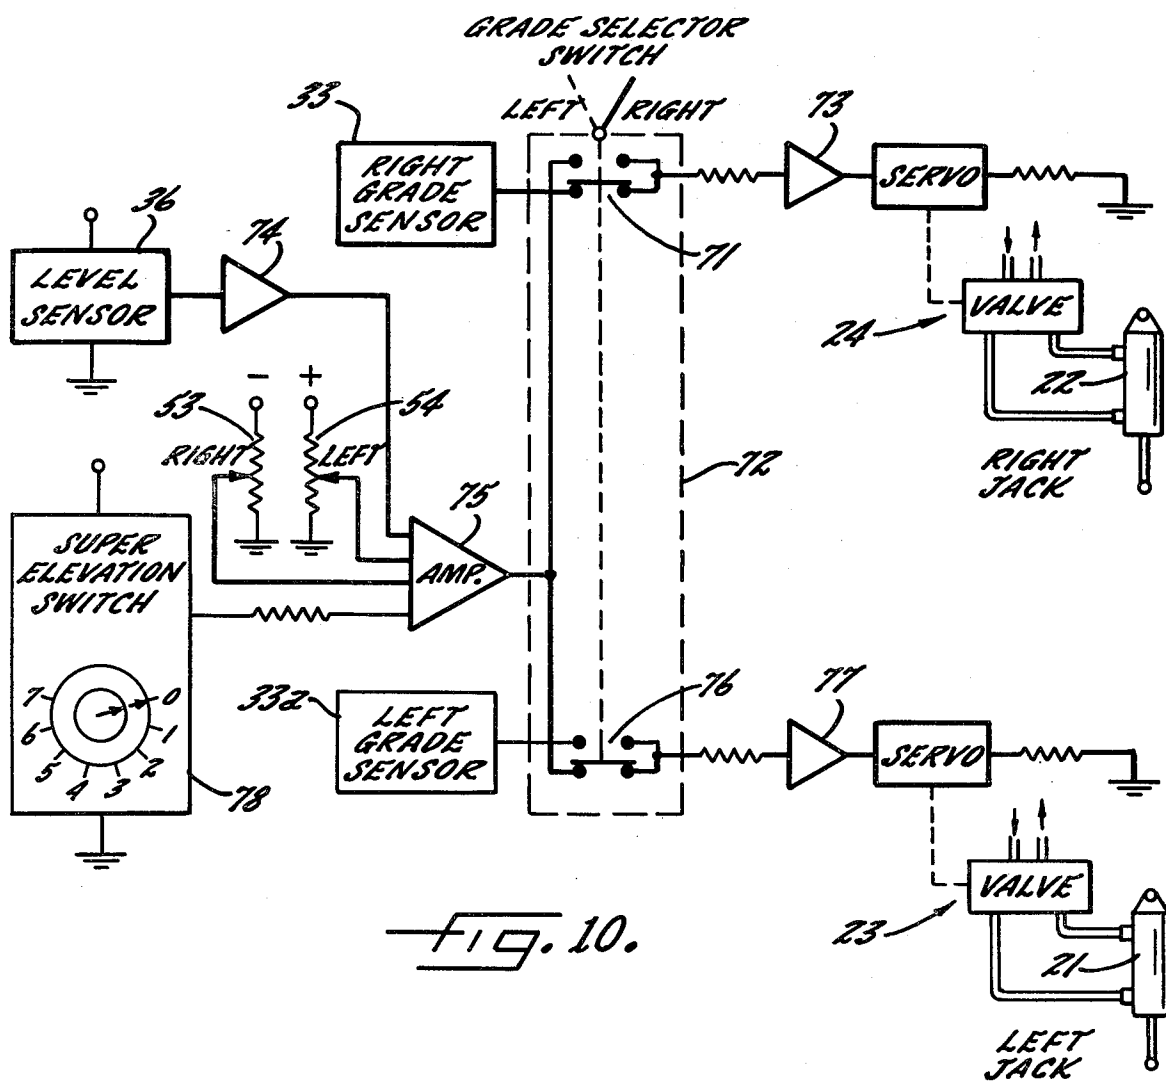 GRADE SELECTOR
SWITCH
LEFT
RIGHT
33
RIGHT
GRADE
SENSOR
73
SERVO
36
74
71
LEVEL
SENSOR
24
VALVE
22
RIGHT
JACK
- +
53
54
RIGHT
LEFT
72
75
AMP.
SUPER
ELEVATION
SWITCH
0
1
2
3
4
5
6
7
78
33a
LEFT
GRADE
SENSOR
76
77
SERVO
VALVE
23
21
LEFT
JACK
Fig. 10.